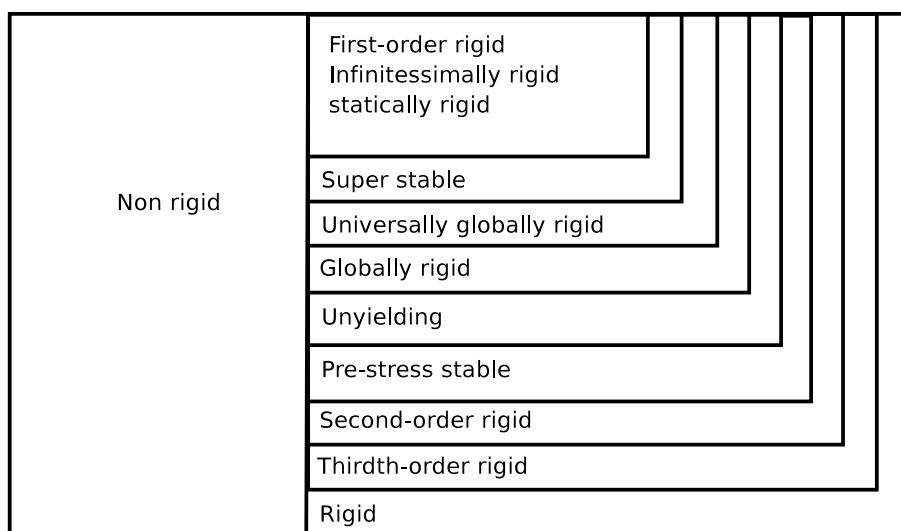 First-order rigid
Infinitessimally rigid
statically rigid
Super stable
Non rigid
Universally globally rigid
Globally rigid
Unyielding
Pre-stress stable
Second-order rigid
Thirdth-order rigid
Rigid